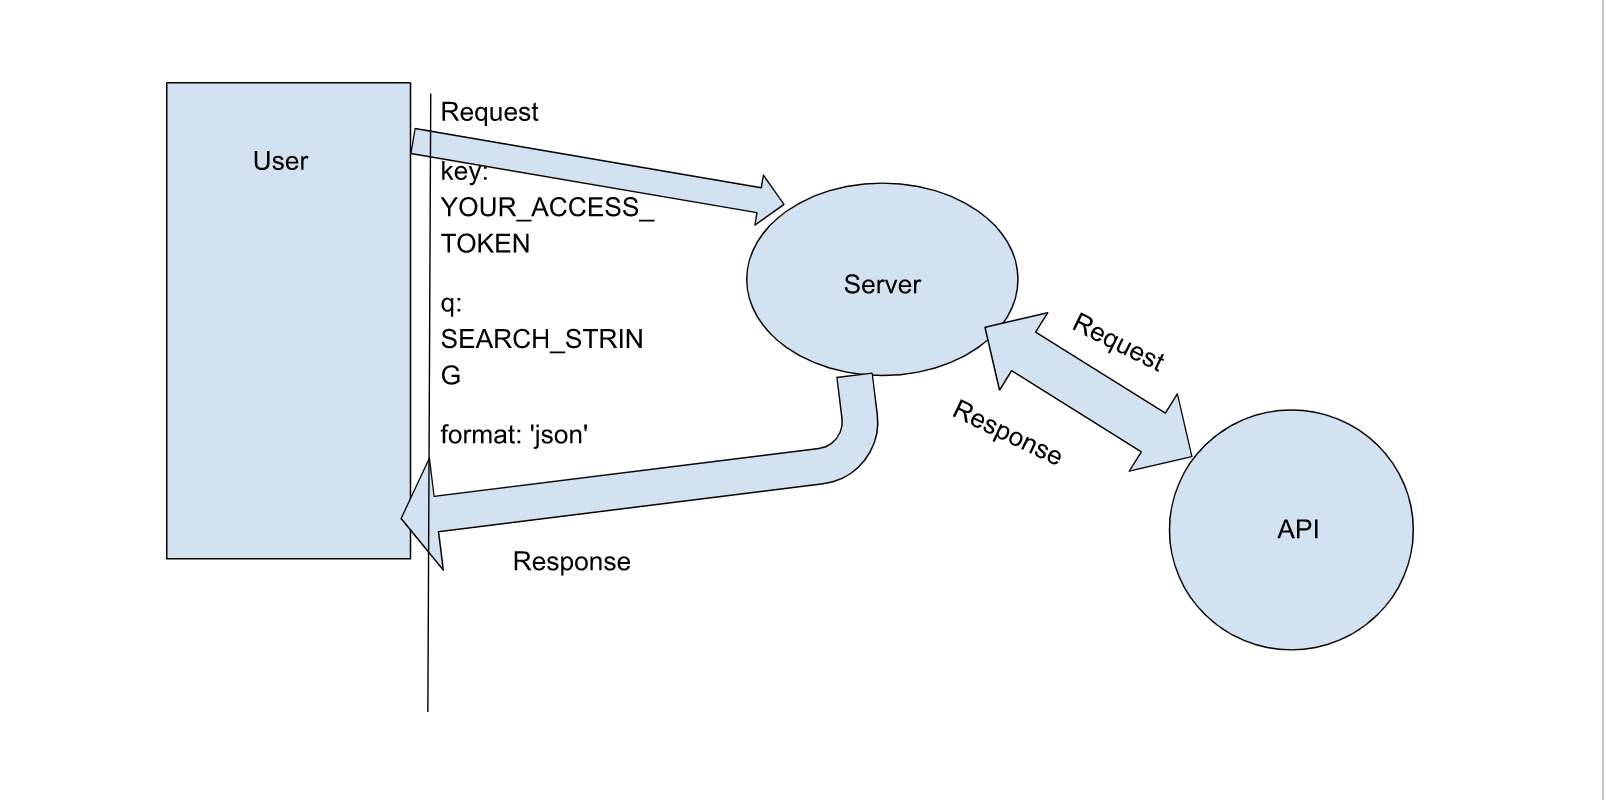 User
Request
key:
YOUR_ACCESS_
TOKEN
q:
SEARCH_STRIN
G
format: 'json'
Response
Server
Request
Response
API